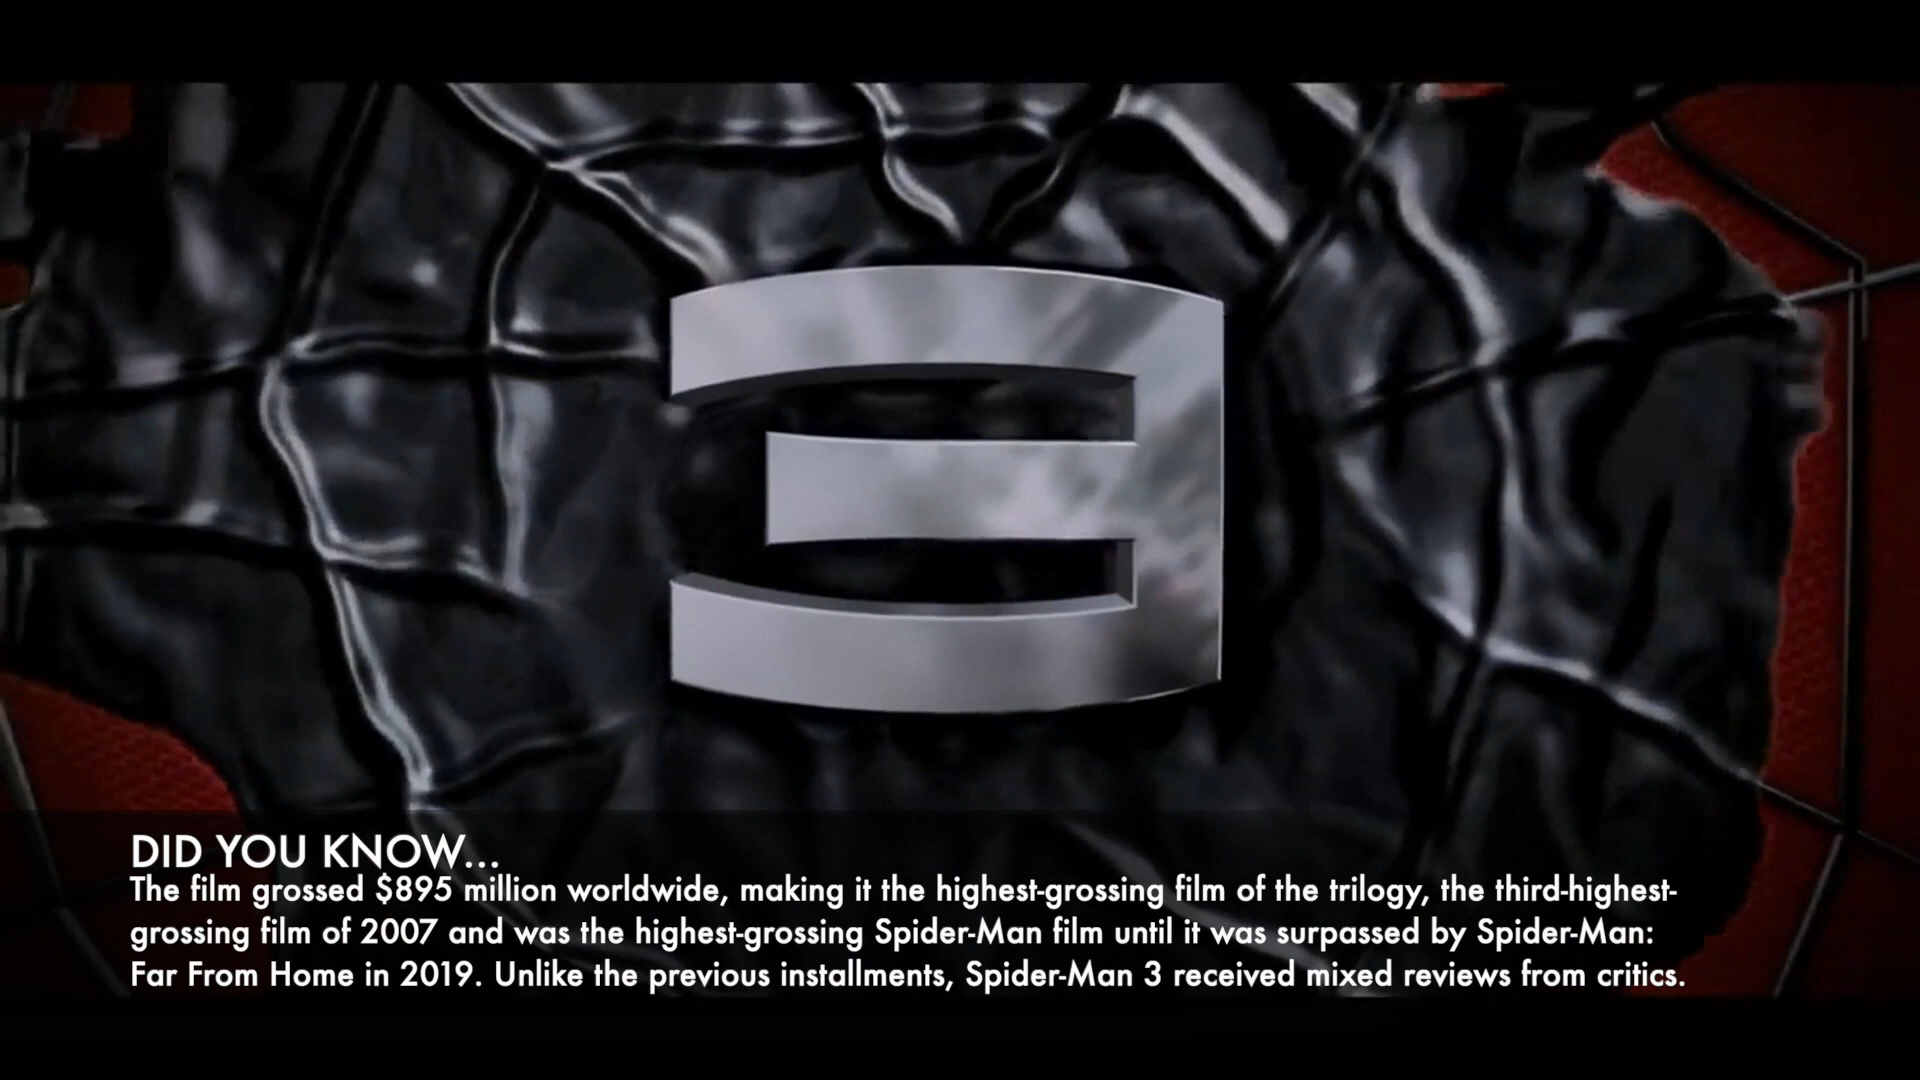 3
DID YOU KNOW...
The film grossed $895 million worldwide, making it the highest-grossing film of the trilogy, the third-highest-
grossing film of 2007 and was the highest-grossing Spider-Man film until it was surpassed by Spider-Man:
Far From Home in 2019. Unlike the previous installments, Spider-Man 3 received mixed reviews from critics.